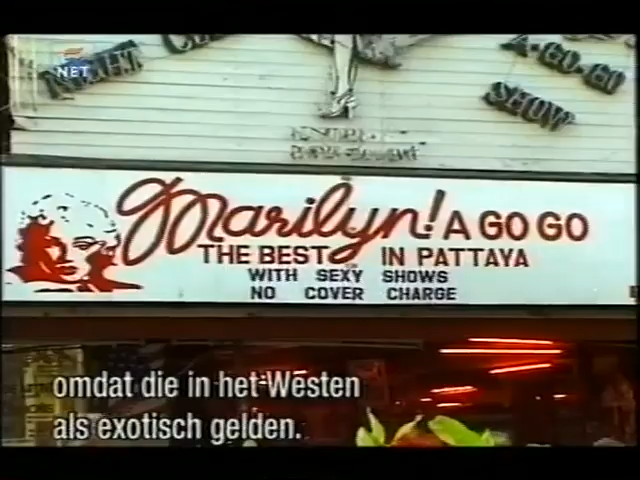 NET
A-GO-GO
SHOW
Marilyn! A GO GO
THE BEST IN PATTAYA
WITH SEXY SHOWS
NO COVER CHARGE
omdat die in het Westen
als exotisch gelden.